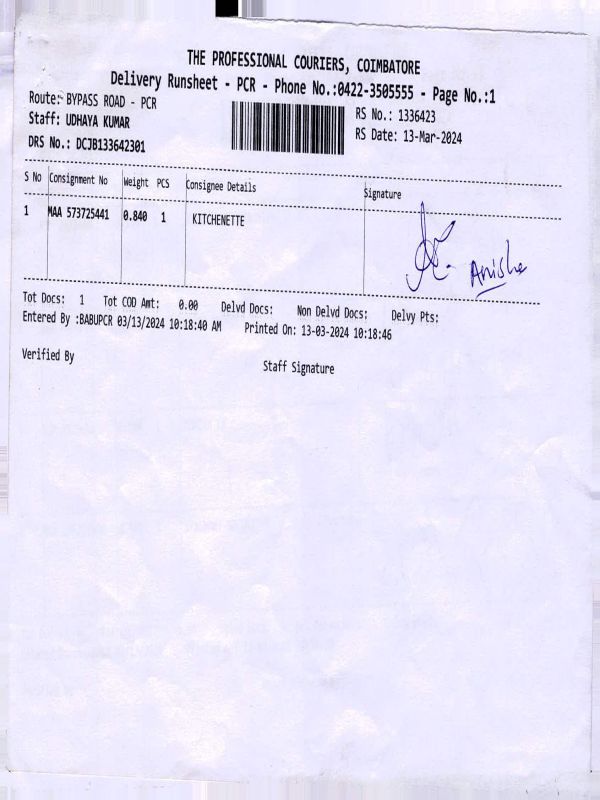 THE PROFESSIONAL COURIERS, COIMBATORE
Delivery Runsheet - PCR - Phone No.:0422-3505555 - Page No.:1
Route: BYPASS ROAD - PCR
RS No.: 1336423
Staff: UDHAYA KUMAR
RS Date: 13-Mar-2024
DRS No.: DCJB133642301
S No Consignment No Weight PCS Consignee Details Signature
1 MAA 573725441 0.840 1 KITCHENETTE
Anisha
Tot Docs: 1 Tot COD Amt: 0.00 Delvd Docs: Non Delvd Docs: Delvy Pts:
Entered By :BABUPCR 03/13/2024 10:18:40 AM Printed On: 13-03-2024 10:18:46
Verified By Staff Signature